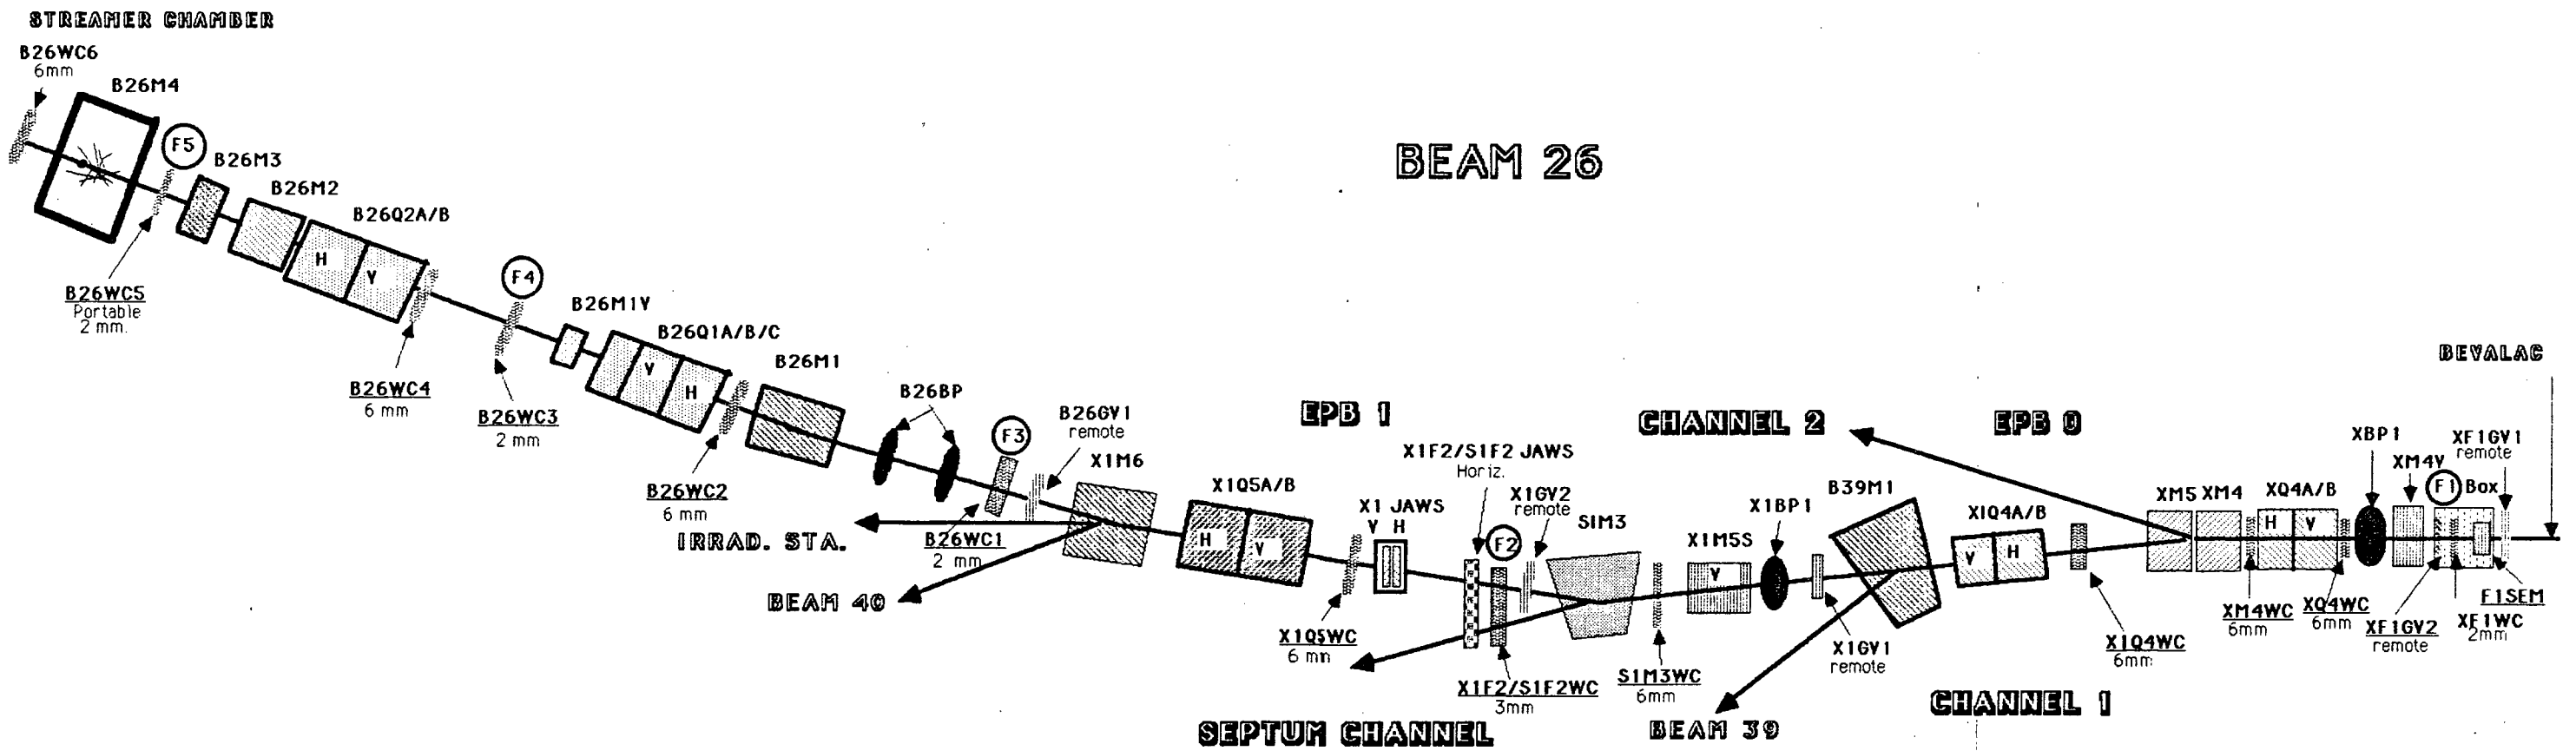 STREAMER CHAMBER
B26WC6
6mm
B26M4
F5
B26M3
B26M2
B26Q2A/B
H
V
B26WC5
Portable
2 mm.
F4
B26M1V
B26Q1A/B/C
V
H
B26M1
B26WC4
6 mm
B26WC3
2 mm
B26WC2
6 mm
B26BP
F3
B26GV1
remote
X1M6
B26WC1
2 mm
IRRAD. STA.
BEAM 40
BEAM 26
EPB 1
X1Q5A/B
H
V
X1 JAWS
V H
X1Q5WC
6 mm
X1F2/S1F2 JAWS
Horiz.
F2
X1GV2
remote
S1M3
X1F2/S1F2WC
3mm
SEPTUM CHANNEL
S1M3WC
6mm
X1M5S
V
X1BP1
X1GV1
remote
B39M1
BEAM 39
CHANNEL 2
EPB 0
X1Q4A/B
V
H
X1Q4WC
6mm
CHANNEL 1
XM5
XM4
XQ4A/B
H
V
XM4WC
6mm
XQ4WC
6mm
XBP1
XM4V
F1
Box
XF1GV1
remote
XF1GV2
remote
XF1WC
2mm
F1SEM
BEVALAC